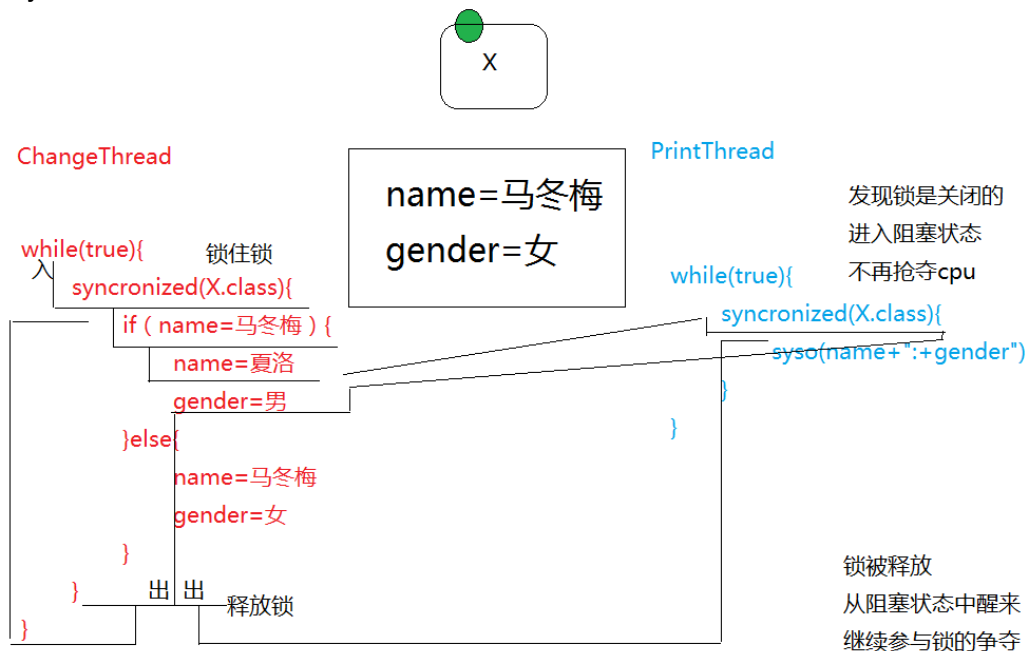 X
ChangeThread
while(true){
入
锁住锁
syncronized(X.class){
if ( name=马冬梅 ) {
name=夏洛
gender=男
}else{
name=马冬梅
gender=女
}
}
出 出
释放锁
}
name=马冬梅
gender=女
PrintThread
发现锁是关闭的
进入阻塞状态
不再抢夺cpu
while(true){
syncronized(X.class){
syso(name+":+gender")
}
}
锁被释放
从阻塞状态中醒来
继续参与锁的争夺